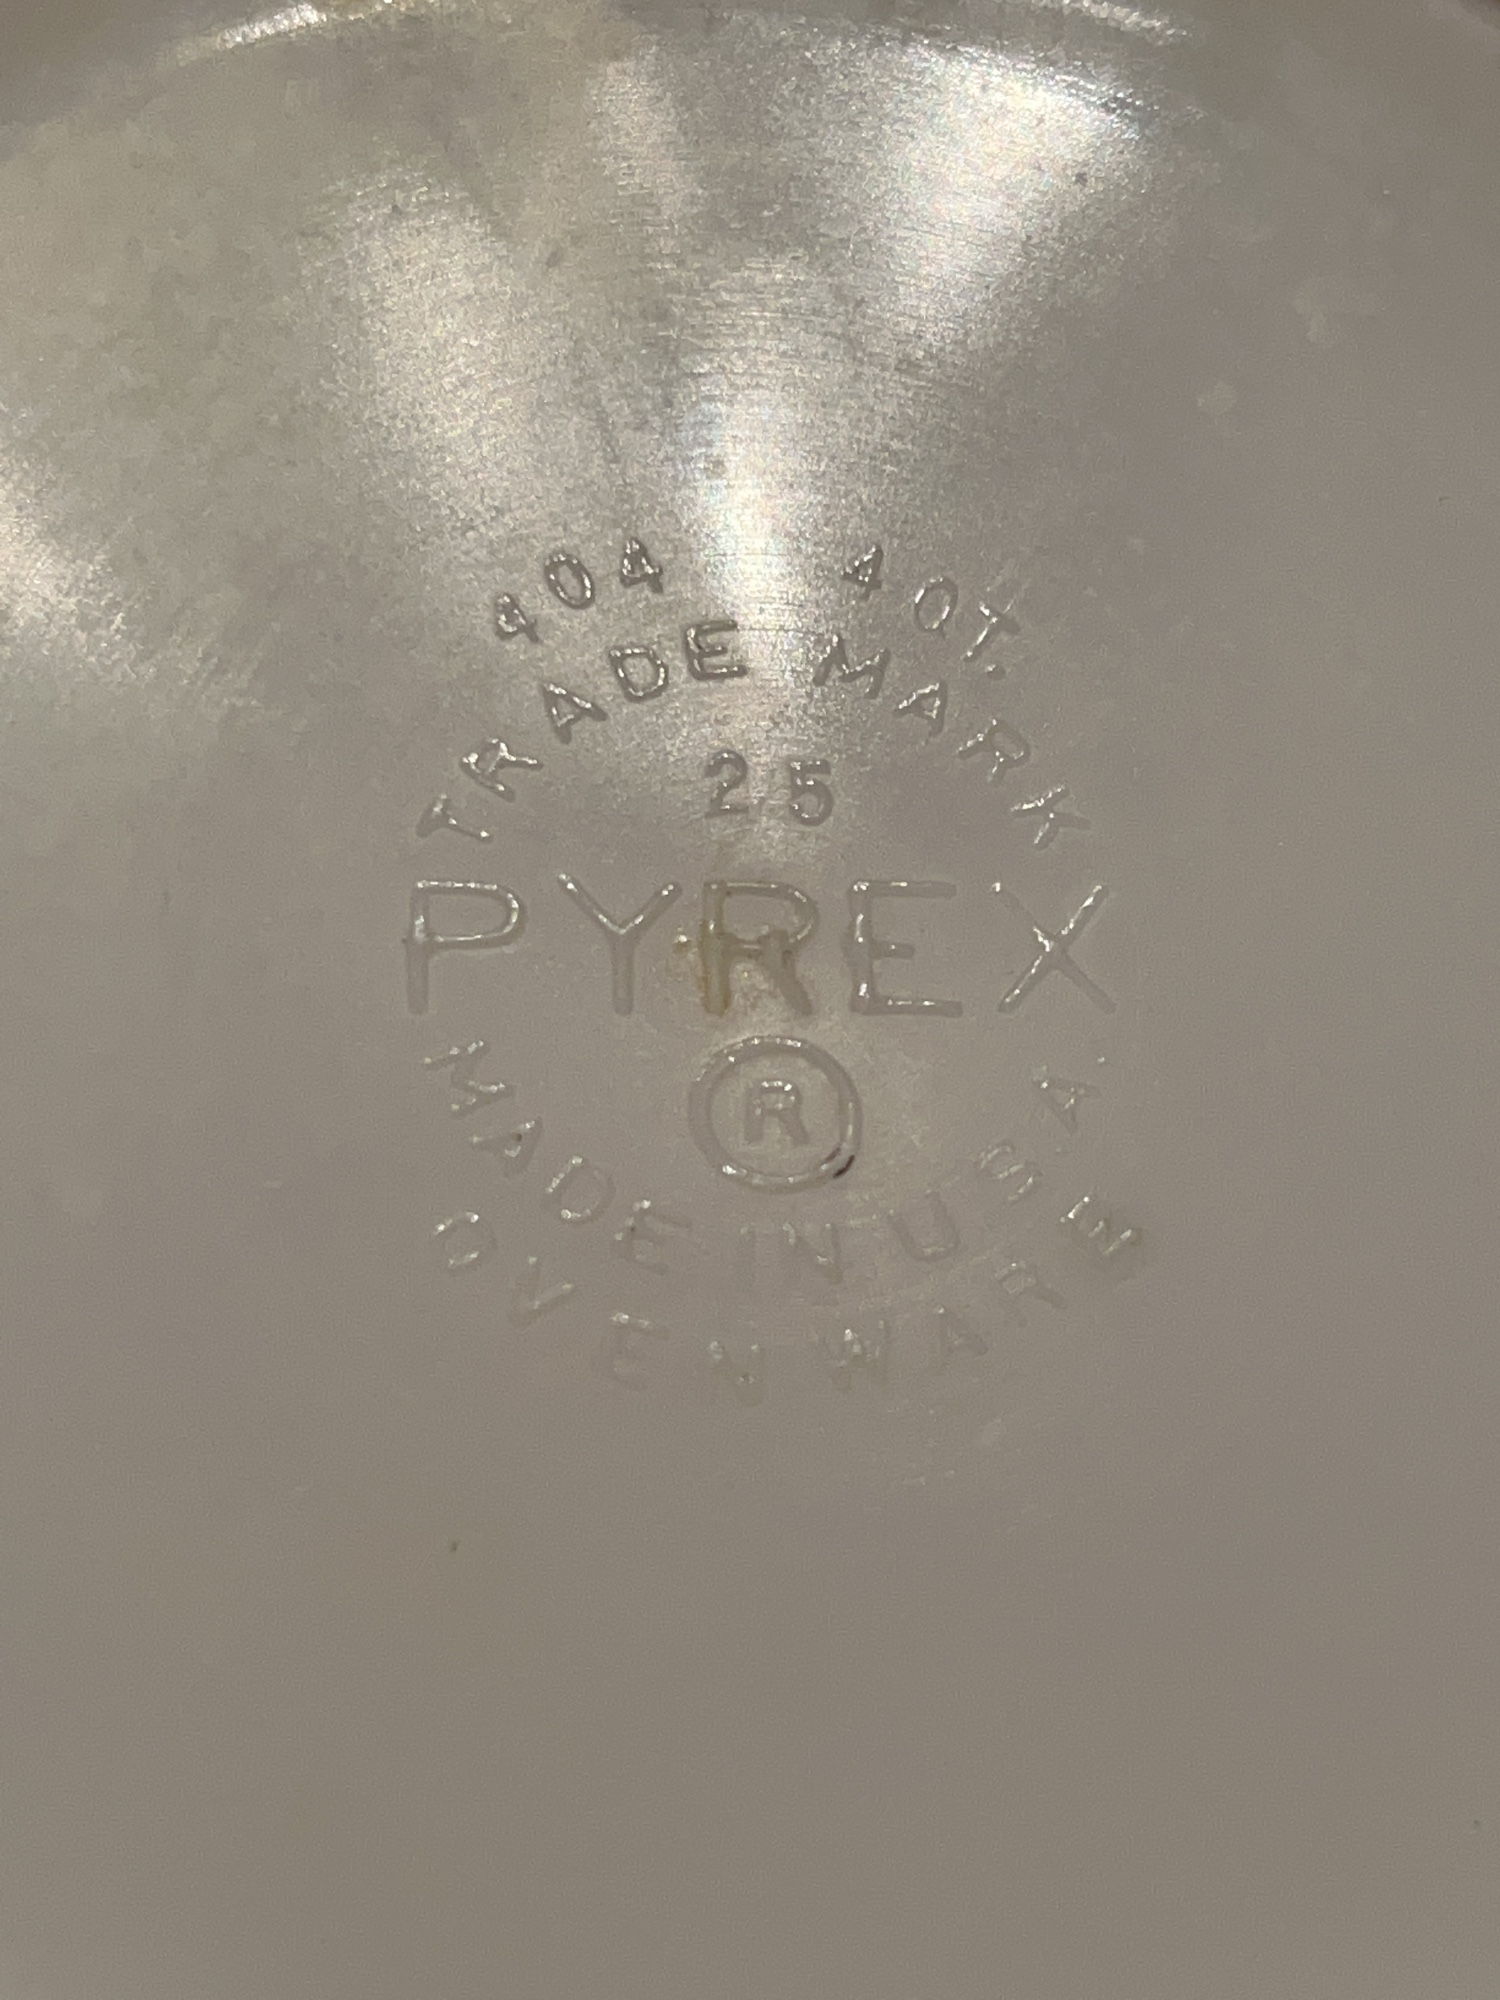 404 4QT.
TRADE MARK
25
PYREX
®
MADE IN U S A
OVENWARE